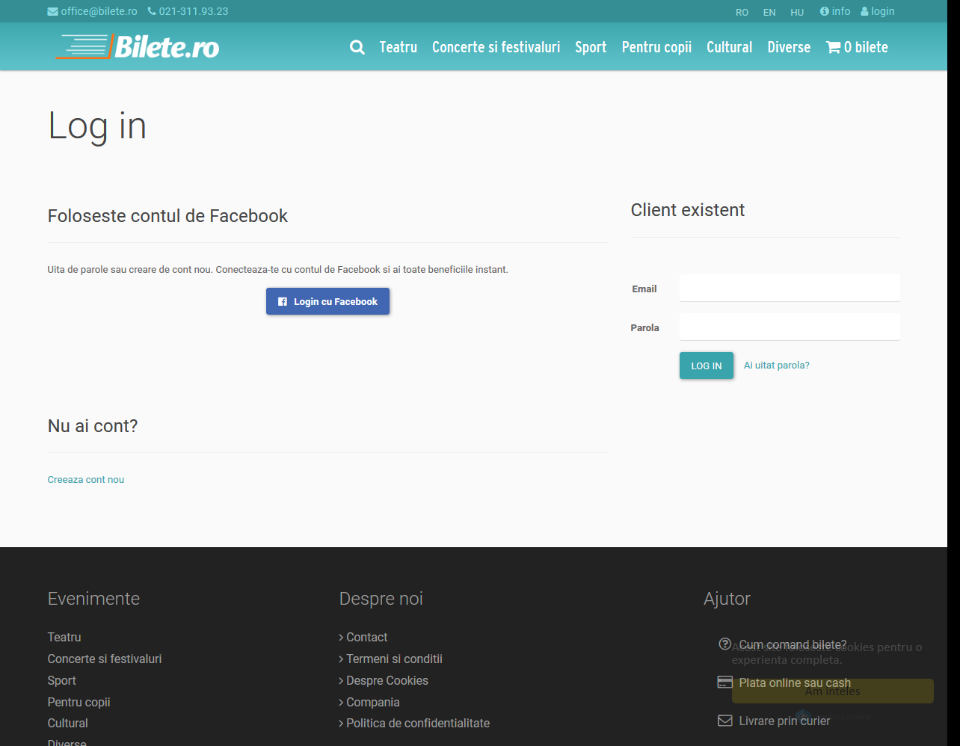 office@bilete.ro 021-311.93.23 RO EN HU info login
Bilete.ro Teatru Concerte si festivaluri Sport Pentru copii Cultural Diverse 0 bilete
Log in
Foloseste contul de Facebook
Uita de parole sau creare de cont nou. Conecteaza-te cu contul de Facebook si ai toate beneficiile instant.
Login cu Facebook
Client existent
Email
Parola
LOG IN Ai uitat parola?
Nu ai cont?
Creeaza cont nou
Evenimente
Teatru
Concerte si festivaluri
Sport
Pentru copii
Cultural
Diverse
Despre noi
> Contact
> Termeni si conditii
> Despre Cookies
> Compania
> Politica de confidentialitate
Ajutor
Cum comand bilete?
Plata online sau cash
Livrare prin curier
cookies pentru o
experienta completa.
Am inteles